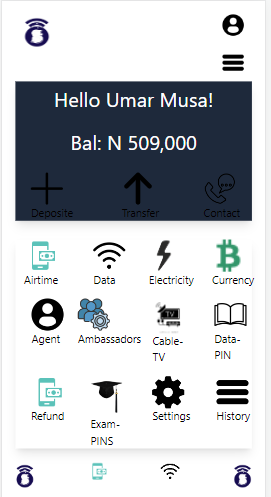 Hello Umar Musa!
Bal: N 509,000
Deposite Transfer Contact
Airtime Data Electricity Currency
Agent Ambassadors Cable-TV Data-PIN
TV
Refund Exam-PINS Settings History